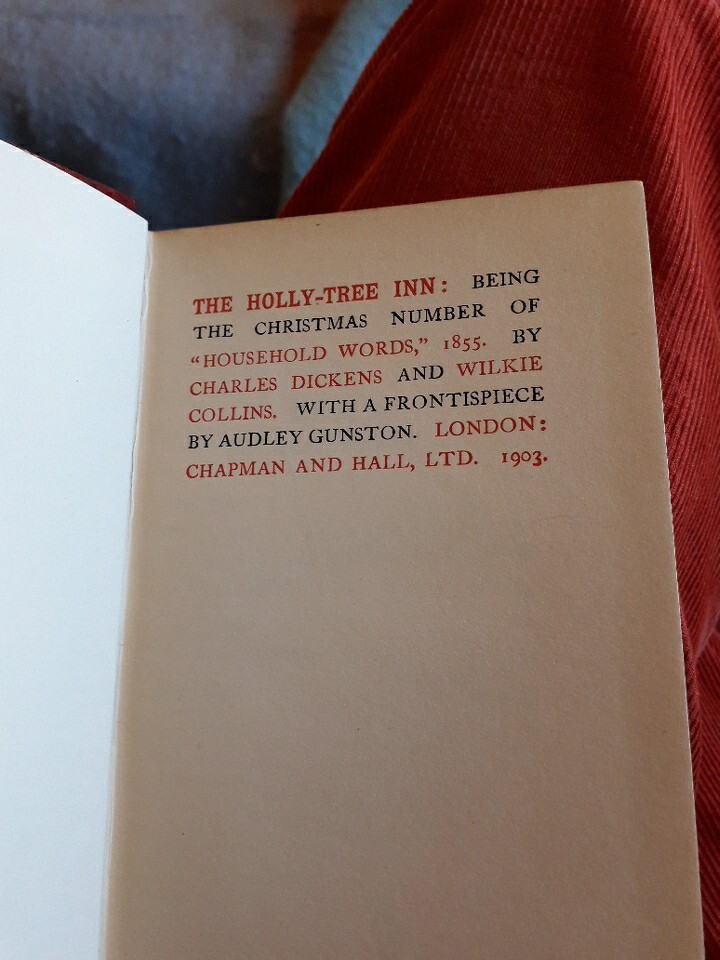 THE HOLLY-TREE INN: BEING
THE CHRISTMAS NUMBER OF
"HOUSEHOLD WORDS," 1855. BY
CHARLES DICKENS AND WILKIE
COLLINS. WITH A FRONTISPIECE
BY AUDLEY GUNSTON. LONDON:
CHAPMAN AND HALL, LTD. 1903.